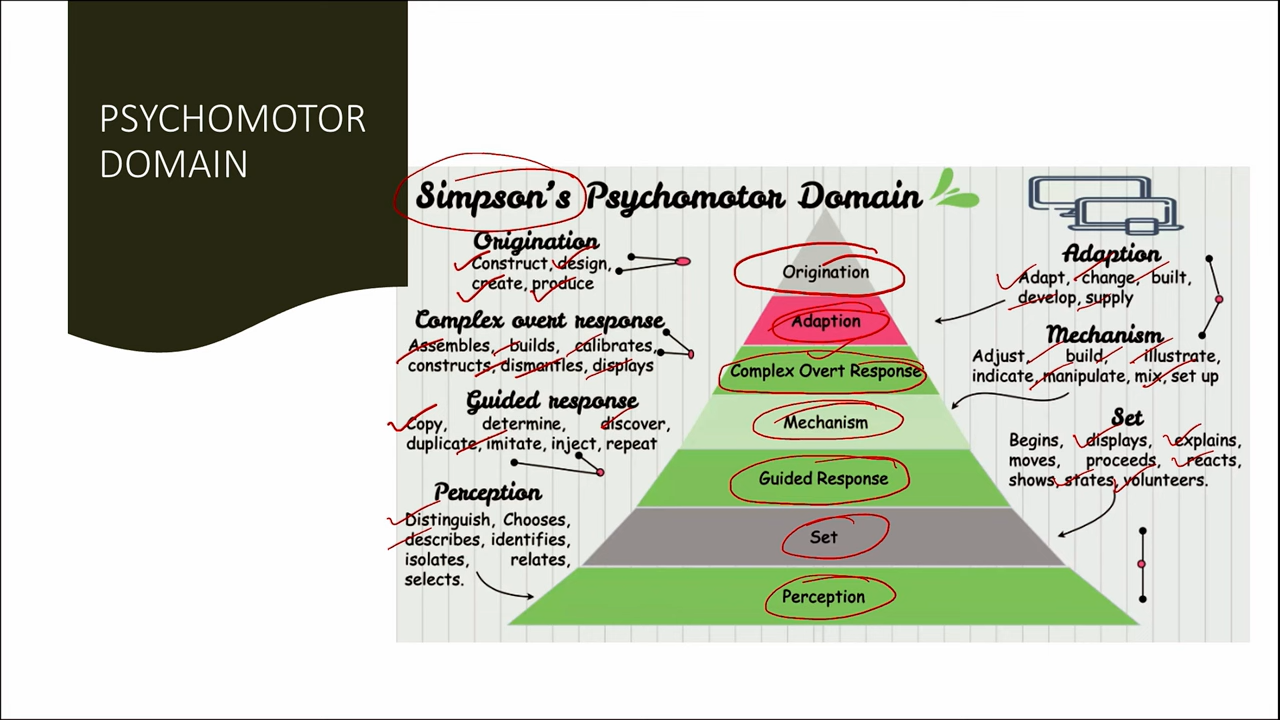 PSYCHOMOTOR
DOMAIN
Simpson's Psychomotor Domain
Origination
Construct, design,
create, produce
Complex overt response
Assembles, builds, calibrates,
constructs, dismantles, displays
Guided response
Copy, determine, discover,
duplicate, imitate, inject, repeat
Perception
Distinguish, Chooses,
describes, identifies,
isolates, relates,
selects.
Origination
Adaption
Complex Overt Response
Mechanism
Guided Response
Set
Perception
Adaption
Adapt, change, built,
develop, supply
Mechanism
Adjust, build, illustrate,
indicate, manipulate, mix, set up
Set
Begins, displays, explains,
moves, proceeds, reacts,
shows, states, volunteers.